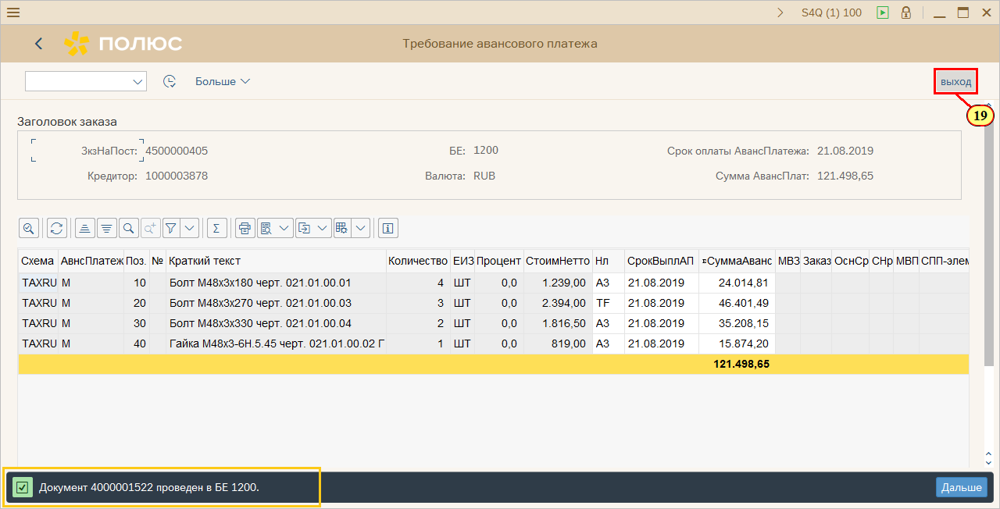 S4Q (1) 100
ПОЛЮС
Требование авансового платежа
Больше
выход
19
Заголовок заказа
ЗкзНаПост: 4500000405 БЕ: 1200 Срок оплаты АвансПлатежа: 21.08.2019
Кредитор: 1000003878 Валюта: RUB Сумма АвансПлат: 121.498,65
Схема АвнсПлатеж Поз. № Краткий текст Количество ЕИЗ Процент СтоимНетто Нл СрокВыплАП ¤СуммаАванс МВЗ Заказ ОснСр СНр МВП СПП-элем
TAXRU M 10 Болт М48х3х180 черт. 021.01.00.01 4 ШТ 0,0 1.239,00 A3 21.08.2019 24.014,81
TAXRU M 20 Болт М48х3х270 черт. 021.01.00.03 3 ШТ 0,0 2.394,00 TF 21.08.2019 46.401,49
TAXRU M 30 Болт М48х3х330 черт. 021.01.00.04 2 ШТ 0,0 1.816,50 A3 21.08.2019 35.208,15
TAXRU M 40 Гайка М48х3-6Н.5.45 черт. 021.01.00.02 Г 1 ШТ 0,0 819,00 A3 21.08.2019 15.874,20
121.498,65
Документ 4000001522 проведен в БЕ 1200.
Дальше